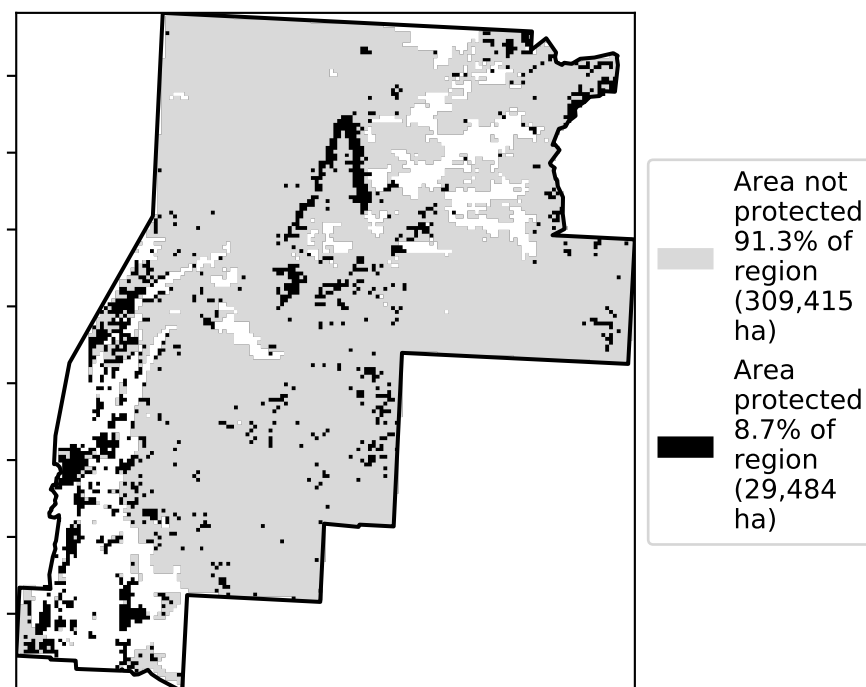 Area not
protected
91.3% of
region
(309,415
ha)
Area
protected
8.7% of
region
(29,484
ha)